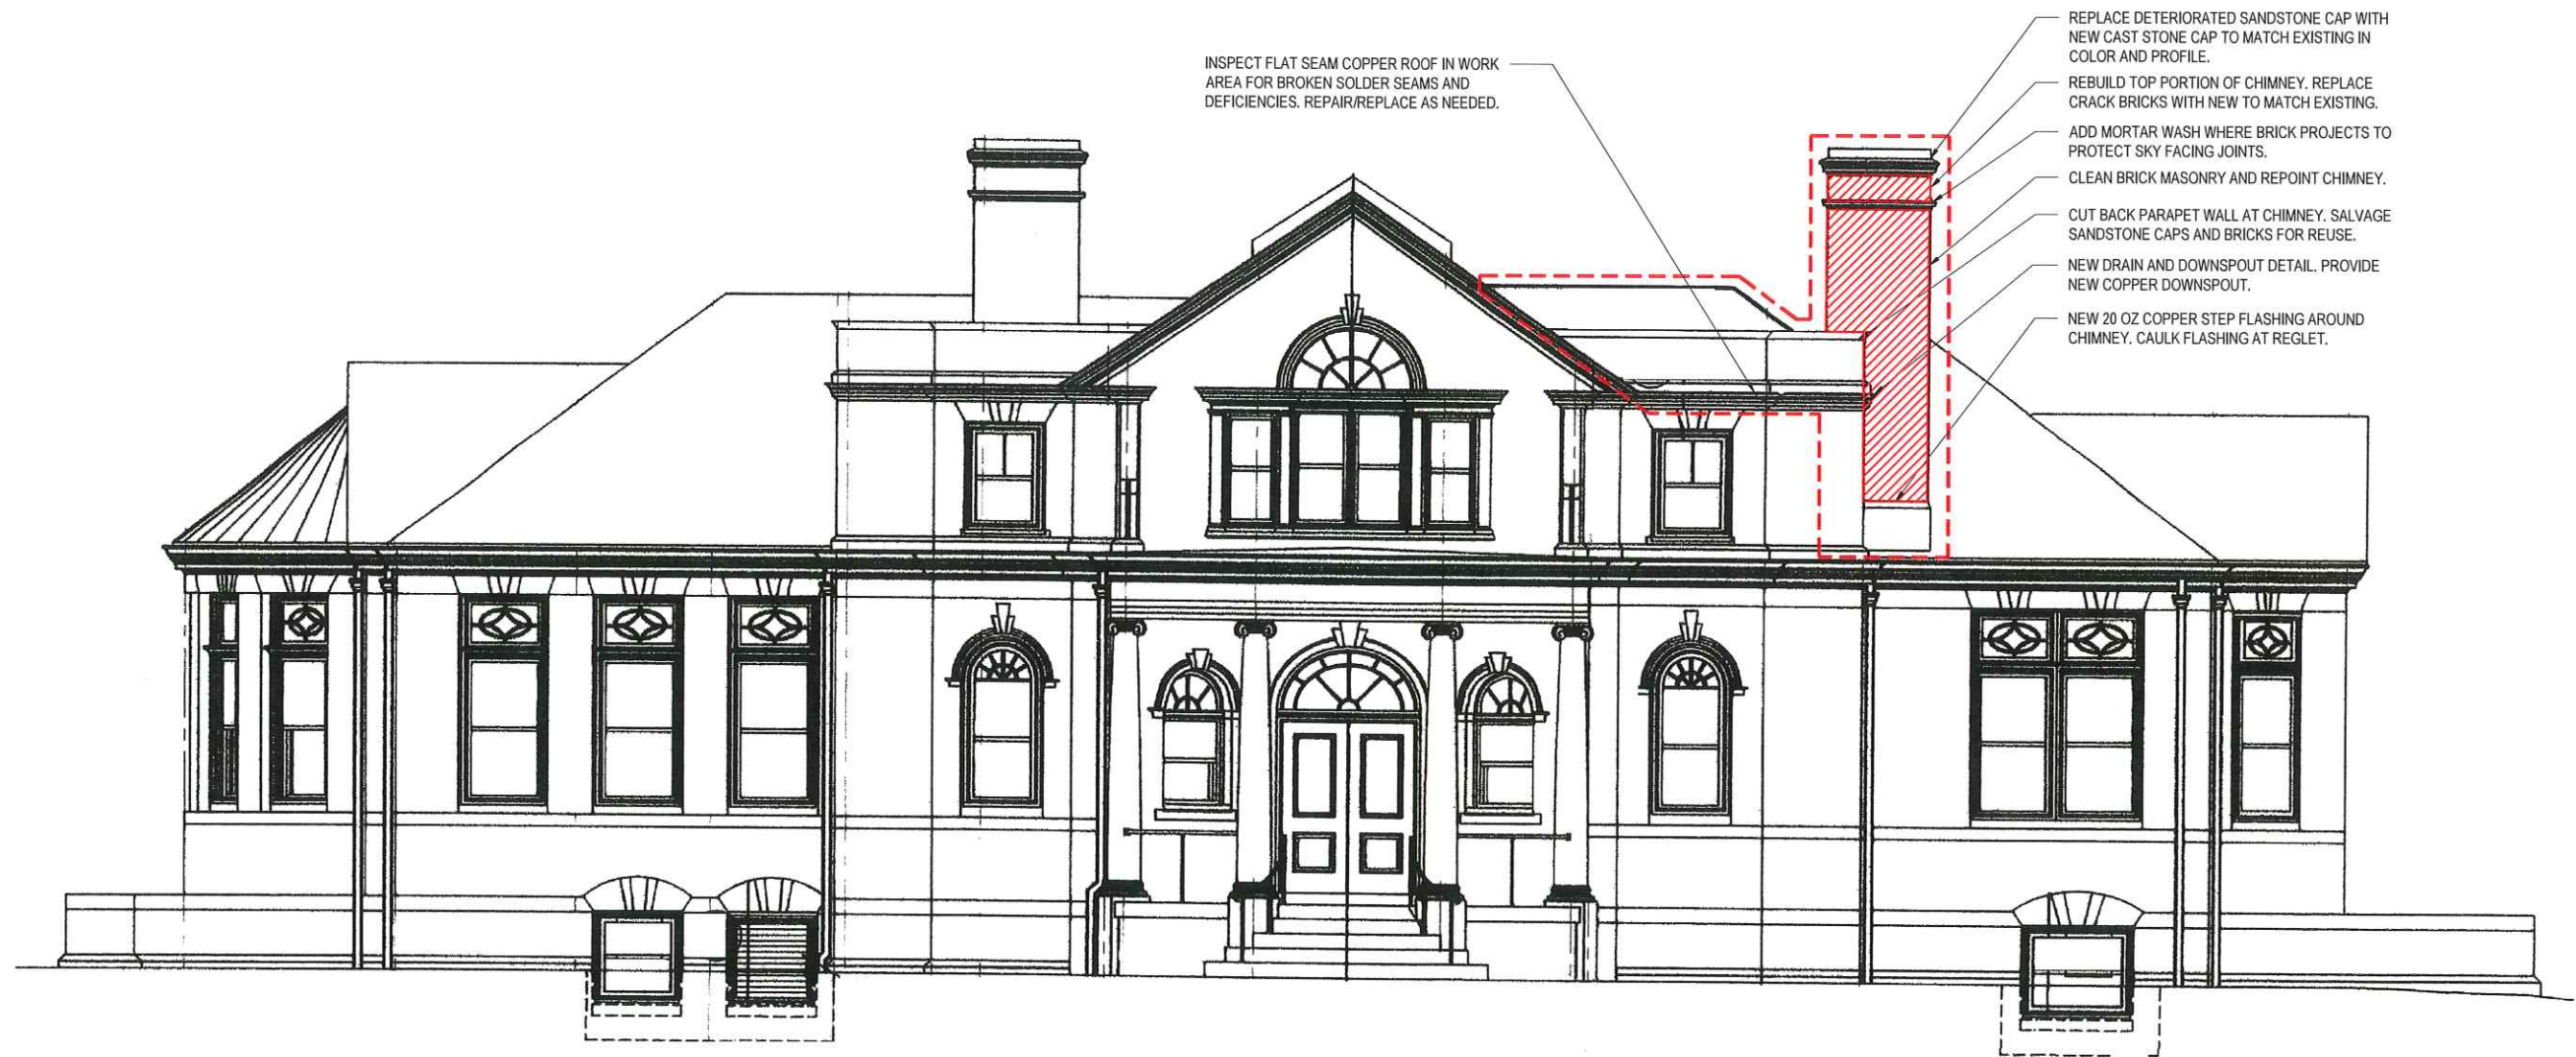 INSPECT FLAT SEAM COPPER ROOF IN WORK
AREA FOR BROKEN SOLDER SEAMS AND
DEFICIENCIES. REPAIR/REPLACE AS NEEDED.
REPLACE DETERIORATED SANDSTONE CAP WITH
NEW CAST STONE CAP TO MATCH EXISTING IN
COLOR AND PROFILE.
REBUILD TOP PORTION OF CHIMNEY. REPLACE
CRACK BRICKS WITH NEW TO MATCH EXISTING.
ADD MORTAR WASH WHERE BRICK PROJECTS TO
PROTECT SKY FACING JOINTS.
CLEAN BRICK MASONRY AND REPOINT CHIMNEY.
CUT BACK PARAPET WALL AT CHIMNEY. SALVAGE
SANDSTONE CAPS AND BRICKS FOR REUSE.
NEW DRAIN AND DOWNSPOUT DETAIL. PROVIDE
NEW COPPER DOWNSPOUT.
NEW 20 OZ COPPER STEP FLASHING AROUND
CHIMNEY. CAULK FLASHING AT REGLET.